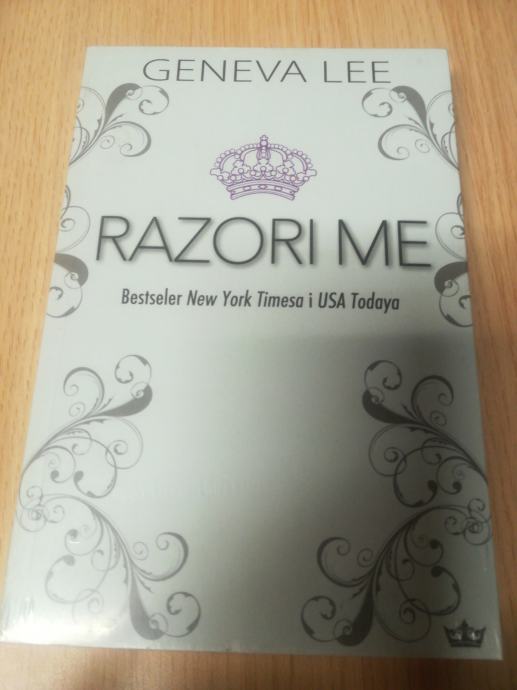 GENEVA LEE
RAZORI ME
Bestseler New York Timesa i USA Todaya